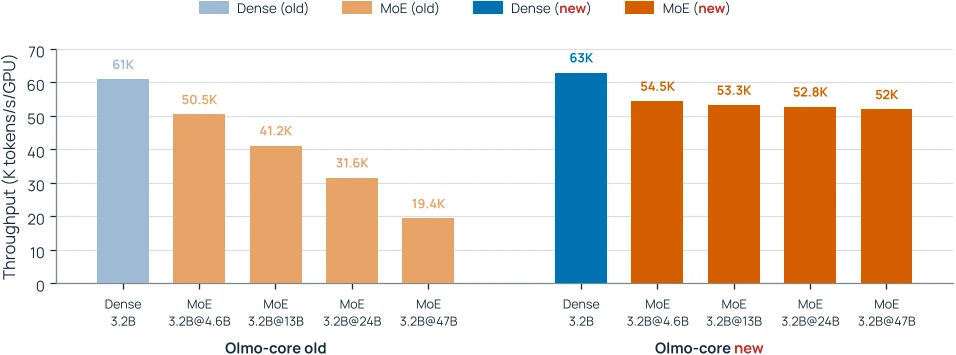 Dense (old) MoE (old) Dense (new) MoE (new)
Throughput (K tokens/s/GPU)
70
60
50
40
30
20
10
0
61K
50.5K
41.2K
31.6K
19.4K
63K
54.5K
53.3K
52.8K
52K
Dense MoE MoE MoE MoE Dense MoE MoE MoE MoE
3.2B 3.2B@4.6B 3.2B@13B 3.2B@24B 3.2B@47B 3.2B 3.2B@4.6B 3.2B@13B 3.2B@24B 3.2B@47B
Olmo-core old Olmo-core new